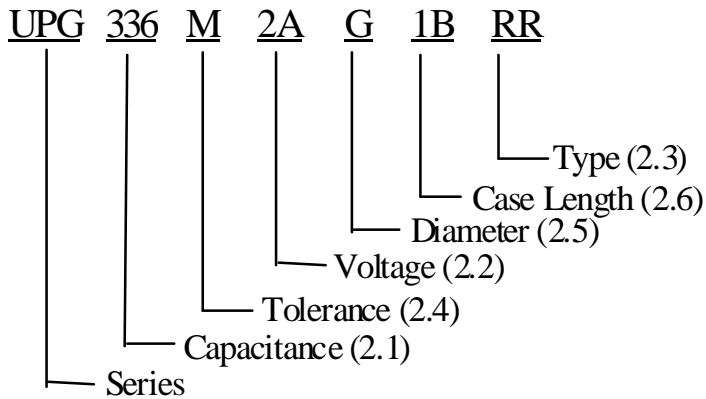 UPG 336 M 2A G 1B RR
Type (2.3)
Case Length (2.6)
Diameter (2.5)
Voltage (2.2)
Tolerance (2.4)
Capacitance (2.1)
Series